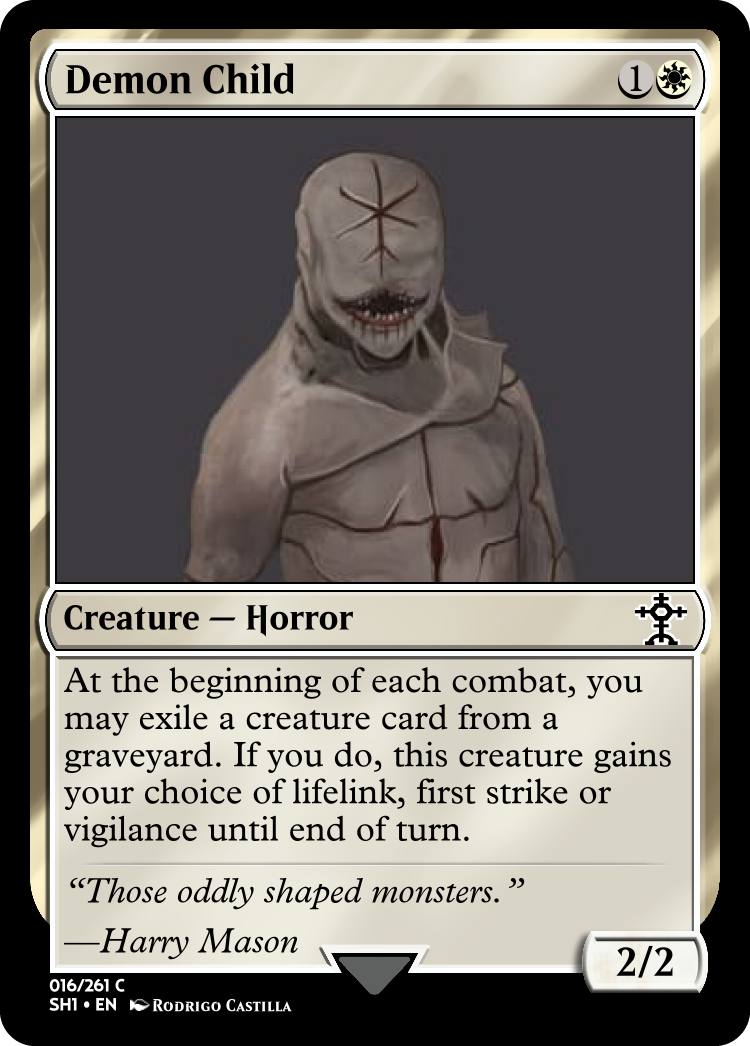 Demon Child 1
Creature — Horror
At the beginning of each combat, you
may exile a creature card from a
graveyard. If you do, this creature gains
your choice of lifelink, first strike or
vigilance until end of turn.
“Those oddly shaped monsters.”
—Harry Mason
2/2
016/261 C
SH1 • EN Rodrigo Castilla